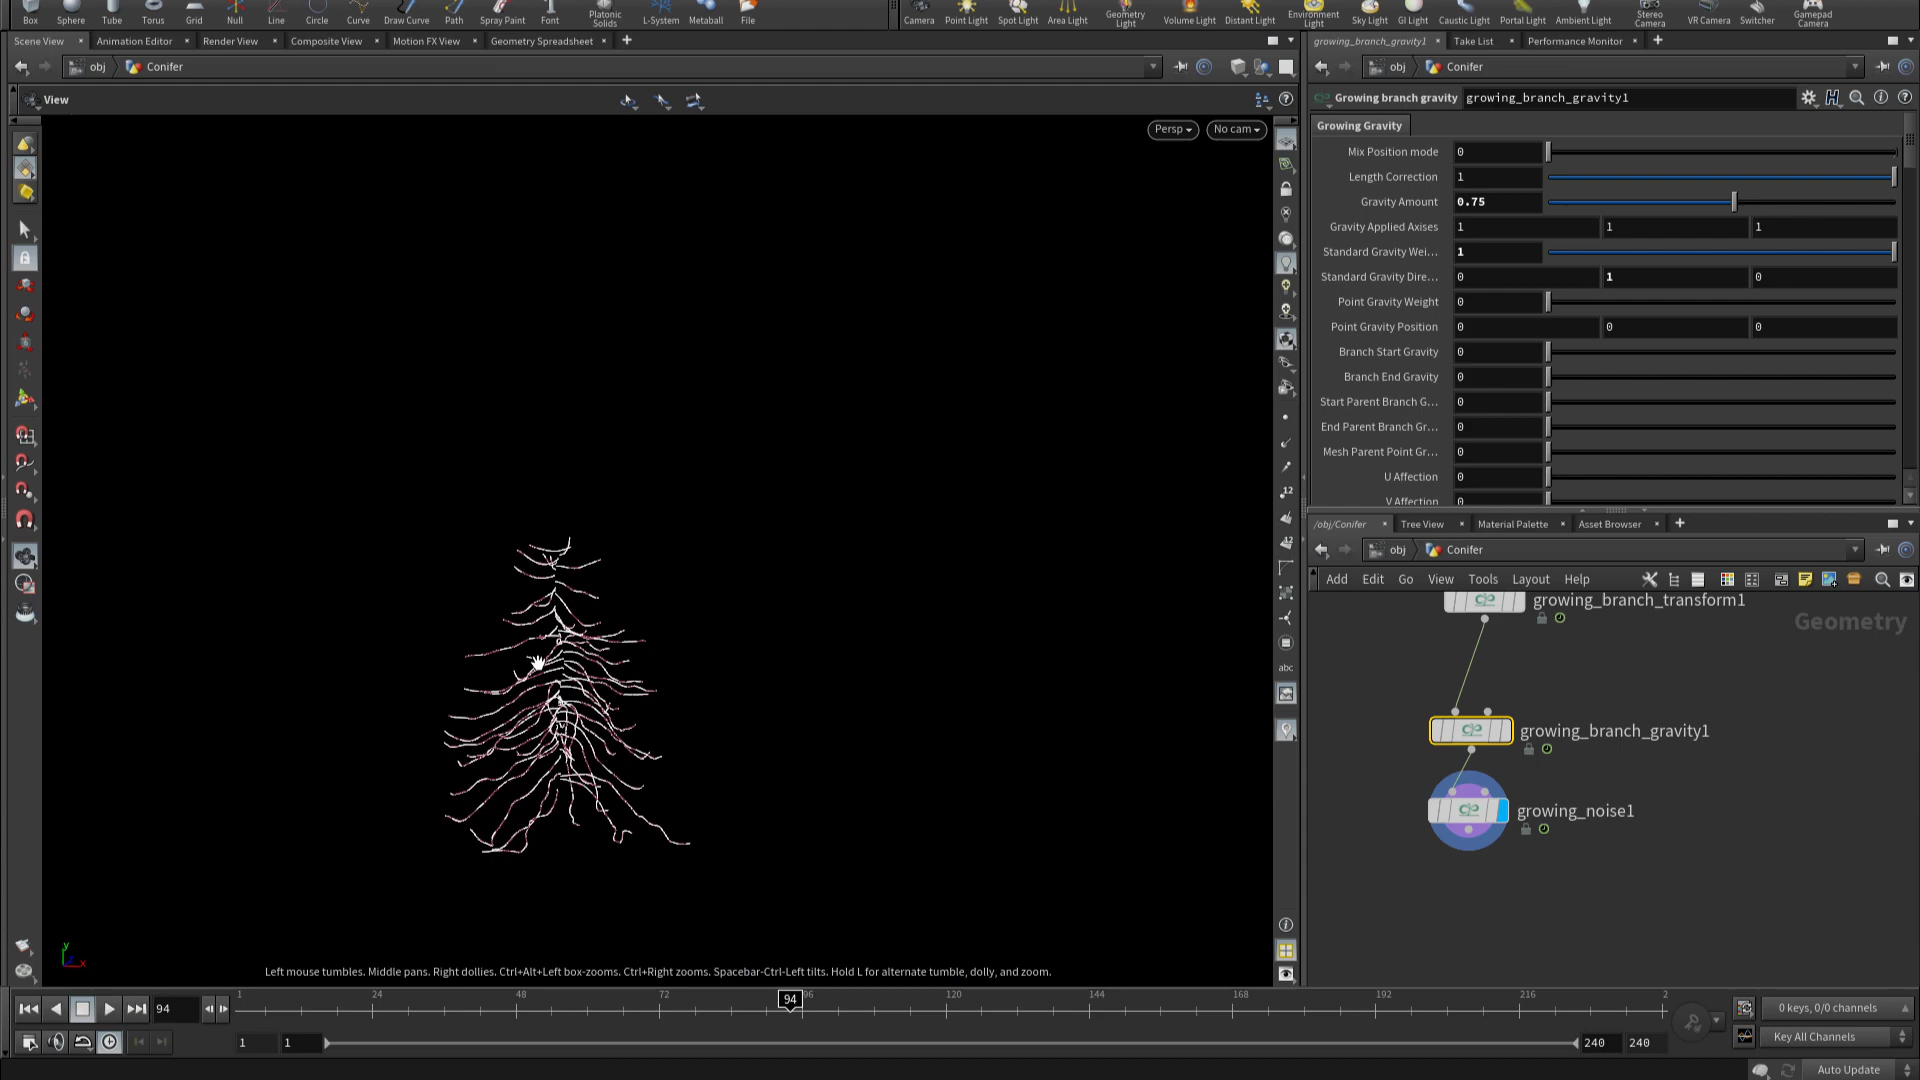 Box Sphere Tube Torus Grid Null Line Circle Curve Draw Curve Path Spray Paint Font Platonic Solids L-System Metaball File
Camera Point Light Spot Light Area Light Geometry Light Volume Light Distant Light Environment Light Sky Light GI Light Caustic Light Portal Light Ambient Light Stereo Camera VR Camera Switcher Gamepad Camera
Scene View Animation Editor Render View Composite View Motion FX View Geometry Spreadsheet
growing_branch_gravity1 Take List Performance Monitor
obj Conifer
obj Conifer
View
Growing branch gravity growing_branch_gravity1
Persp No cam
Growing Gravity
Mix Position mode 0
Length Correction 1
Gravity Amount 0.75
Gravity Applied Axises 1 1 1
Standard Gravity Wei... 1
Standard Gravity Dire... 0 1 0
Point Gravity Weight 0
Point Gravity Position 0 0 0
Branch Start Gravity 0
Branch End Gravity 0
Start Parent Branch G... 0
End Parent Branch Gr... 0
Mesh Parent Point Gr... 0
U Affection 0
V Affection 0
12
12
abc
/obj/Conifer Tree View Material Palette Asset Browser
obj Conifer
Add Edit Go View Tools Layout Help
growing_branch_transform1
Geometry
growing_branch_gravity1
growing_noise1
y
x
Left mouse tumbles. Middle pans. Right dollies. Ctrl+Alt+Left box-zooms. Ctrl+Right zooms. Spacebar-Ctrl-Left tilts. Hold L for alternate tumble, dolly, and zoom.
94 1 24 48 72 94 96 120 144 168 192 216 2
0 keys, 0/0 channels
1 1 240 240
Key All Channels
Auto Update